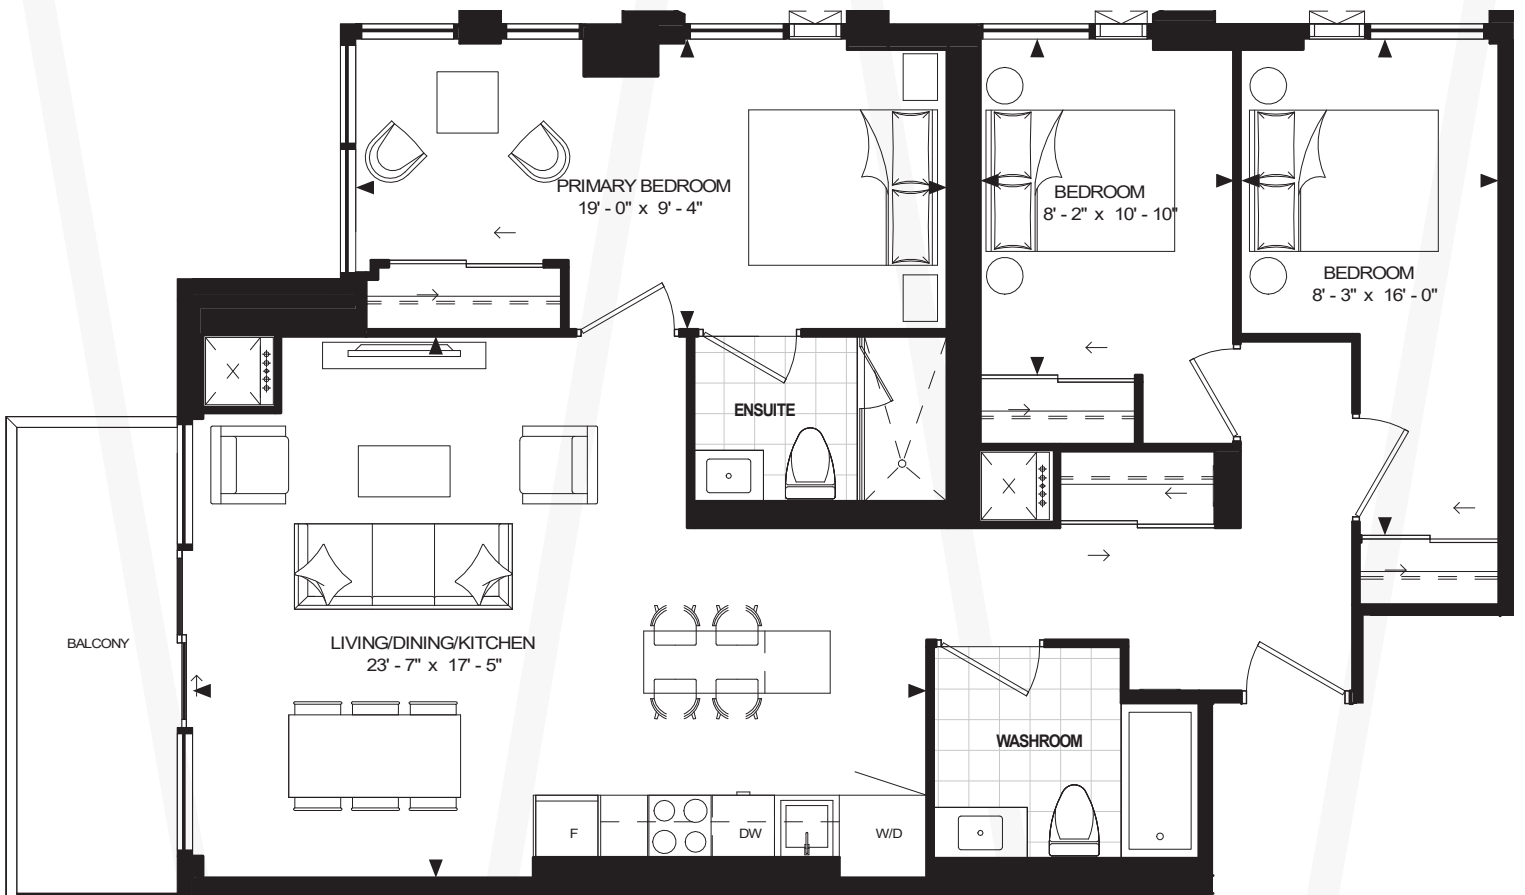 PRIMARY BEDROOM
19' - 0" x 9' - 4"
BEDROOM
8' - 2" x 10' - 10"
BEDROOM
8' - 3" x 16' - 0"
ENSUITE
BALCONY
LIVING/DINING/KITCHEN
23' - 7" x 17' - 5"
WASHROOM
F
DW
W/D